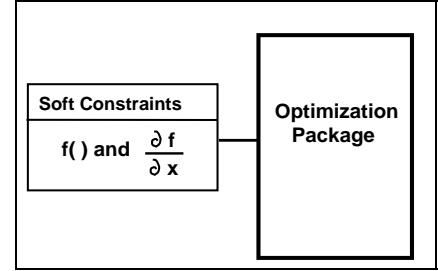 Soft Constraints
f( ) and ∂ f
∂ x
Optimization
Package